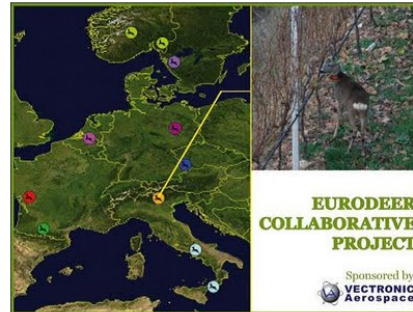 EURODEER
COLLABORATIVE
PROJECT
Sponsored by
VECTRONIC
Aerospace